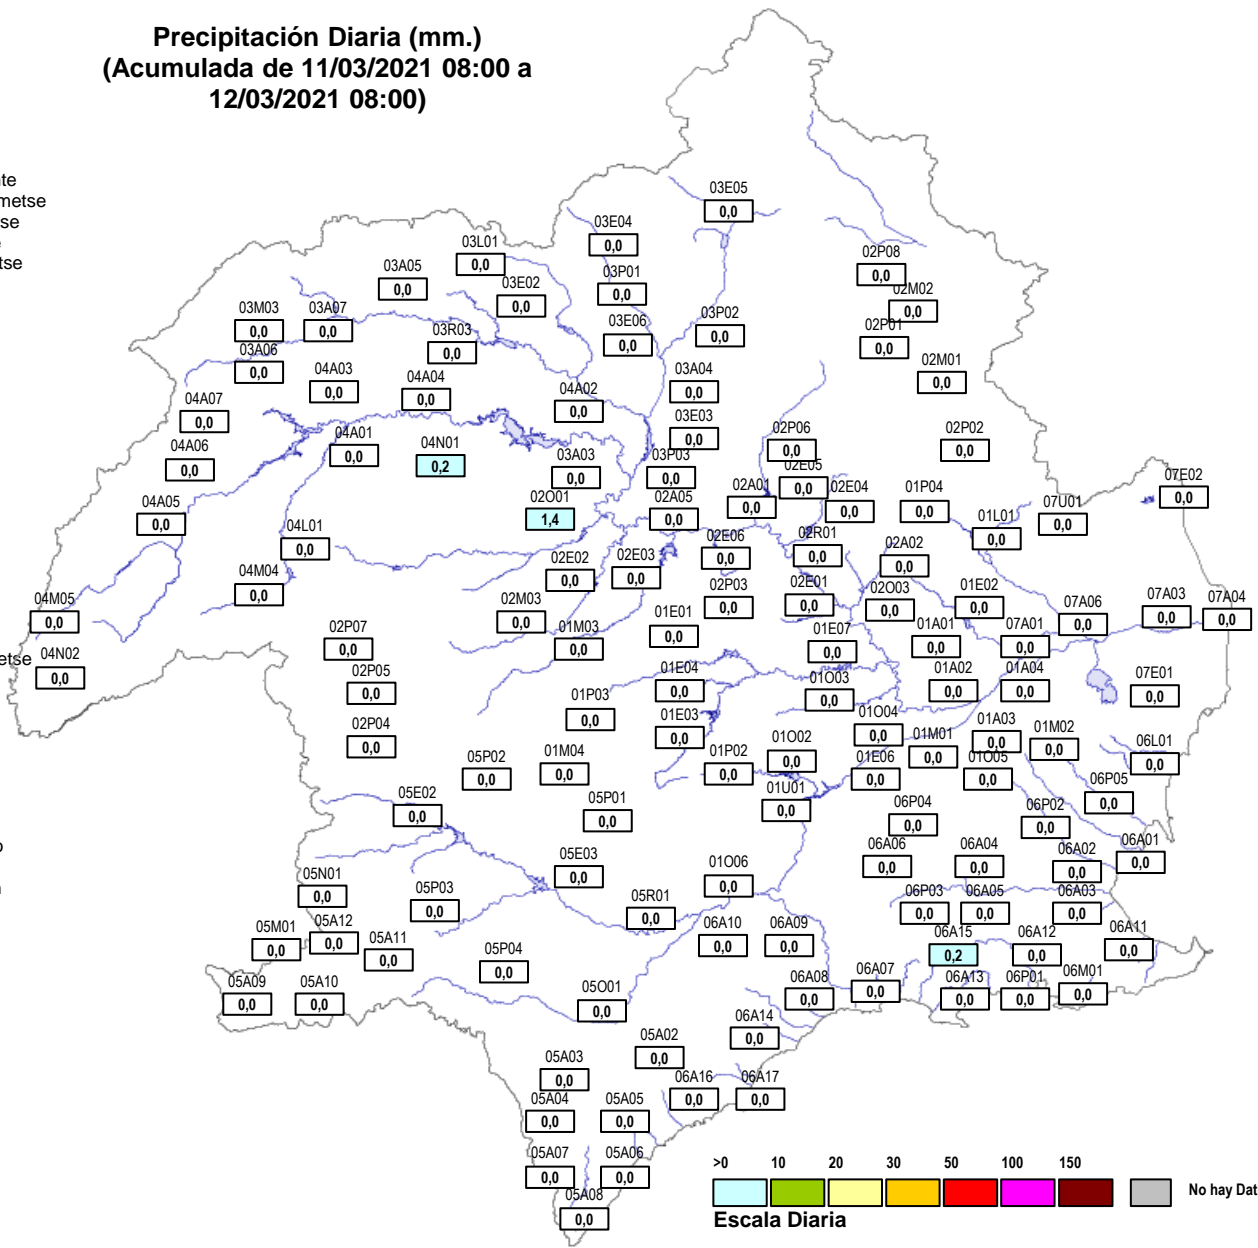 Precipitación Diaria (mm.)
(Acumulada de 11/03/2021 08:00 a
12/03/2021 08:00)
te
metse
se
tse
03E05
0,0
03E04
0,0
03L01
0,0
02P08
0,0
03A05
0,0
03P01
0,0
03E02
0,0
02M02
0,0
03M03
0,0
03A07
0,0
03P02
0,0
03E06
0,0
03R03
0,0
02P01
0,0
03A06
0,0
02M01
0,0
04A03
0,0
04A04
0,0
03A04
0,0
04A02
0,0
04A07
0,0
03E03
0,0
04A01
0,0
02P06
0,0
02P02
0,0
04A06
0,0
04N01
0,2
03A03
0,0
03P03
0,0
02E05
0,0
07E02
0,0
04A05
0,0
02O01
1,4
02A05
0,0
02A01
0,0
02E04
0,0
01P04
0,0
07U01
0,0
01L01
0,0
04L01
0,0
02E06
0,0
02R01
0,0
02A02
0,0
04M04
0,0
02E02
0,0
02E03
0,0
04M05
0,0
02M03
0,0
02P03
0,0
02E01
0,0
02O03
0,0
01E02
0,0
07A06
0,0
07A03
0,0
07A04
0,0
etse
04N02
0,0
02P07
0,0
01M03
0,0
01E01
0,0
01E07
0,0
01A01
0,0
07A01
0,0
02P05
0,0
01E04
0,0
01O03
0,0
01A02
0,0
01A04
0,0
07E01
0,0
01P03
0,0
02P04
0,0
01E03
0,0
01O04
0,0
01A03
0,0
01M02
0,0
05P02
0,0
01M04
0,0
01P02
0,0
01O02
0,0
01M01
0,0
01E06
0,0
01O05
0,0
06L01
0,0
05E02
0,0
05P01
0,0
01U01
0,0
06P04
0,0
06P02
0,0
06P05
0,0
05E03
0,0
01O06
0,0
06A06
0,0
06A04
0,0
06A02
0,0
06A01
0,0
05N01
0,0
05P03
0,0
05R01
0,0
06P03
0,0
06A05
0,0
06A03
0,0
05M01
0,0
05A12
0,0
05A11
0,0
05P04
0,0
06A10
0,0
06A09
0,0
06A15
0,2
06A12
0,0
06A11
0,0
05A09
0,0
05A10
0,0
05O01
0,0
06A08
0,0
06A07
0,0
06A13
0,0
06P01
0,0
06M01
0,0
06A14
0,0
05A02
0,0
05A03
0,0
06A16
0,0
06A17
0,0
05A04
0,0
05A05
0,0
05A07
0,0
05A06
0,0
05A08
0,0
>0 10 20 30 50 100 150
No hay Dat
Escala Diaria